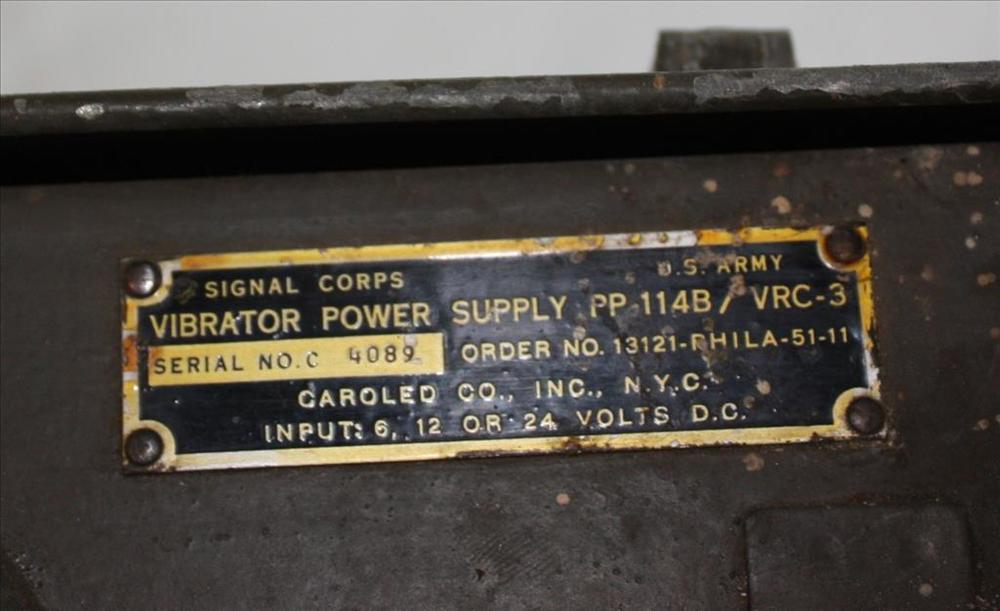 SIGNAL CORPS U.S. ARMY
VIBRATOR POWER SUPPLY PP-114B/VRC-3
SERIAL NO.C 4089 ORDER NO. 13121-PHILA-51-11
CAROLED CO., INC., N.Y.C.
INPUT: 6, 12 OR 24 VOLTS D.C.